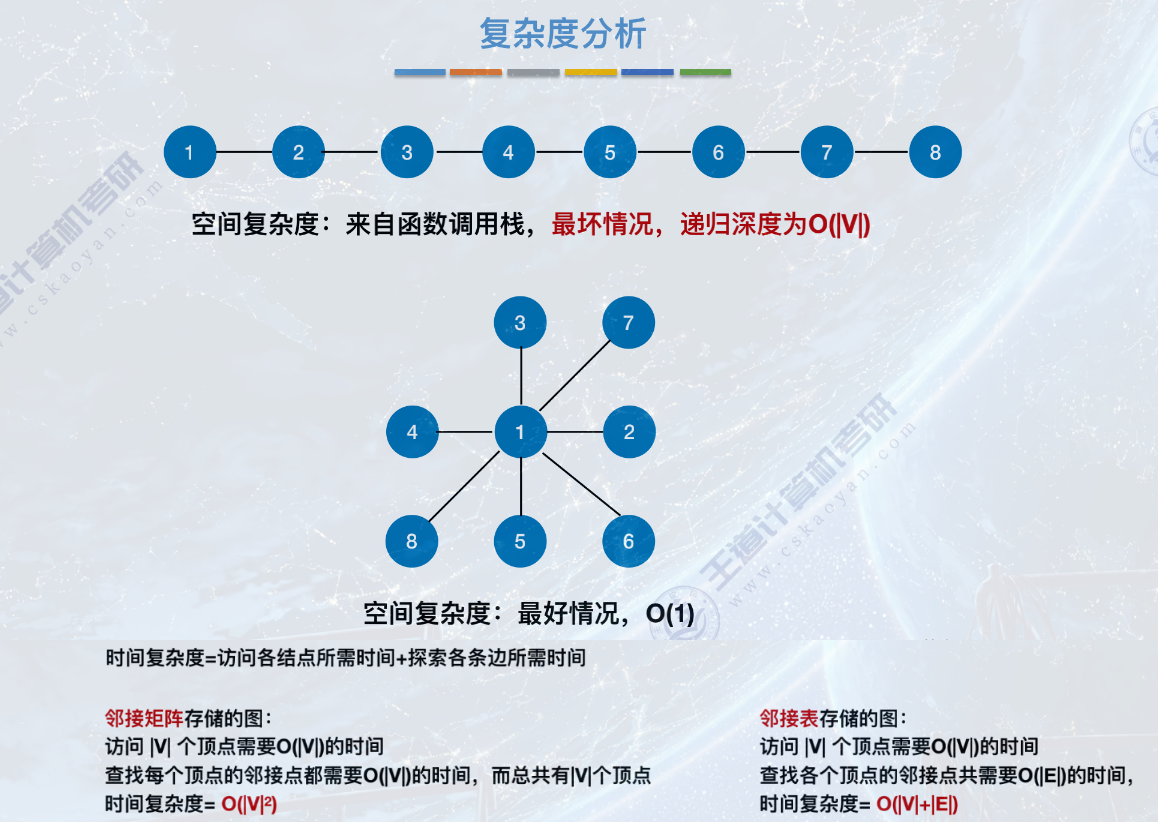 复杂度分析
1 2 3 4 5 6 7 8
空间复杂度：来自函数调用栈，最坏情况，递归深度为O(|V|)
3 7
4 1 2
8 5 6
空间复杂度：最好情况，O(1)
时间复杂度=访问各结点所需时间+探索各条边所需时间
邻接矩阵存储的图：
访问 |V| 个顶点需要O(|V|)的时间
查找每个顶点的邻接点都需要O(|V|)的时间，而总共有|V|个顶点
时间复杂度= O(|V|²)
邻接表存储的图：
访问 |V| 个顶点需要O(|V|)的时间
查找各个顶点的邻接点共需要O(|E|)的时间，
时间复杂度= O(|V|+|E|)
道计算机考研
www.cskaoyan.com
王道计算机考研
www.cskaoyan.com